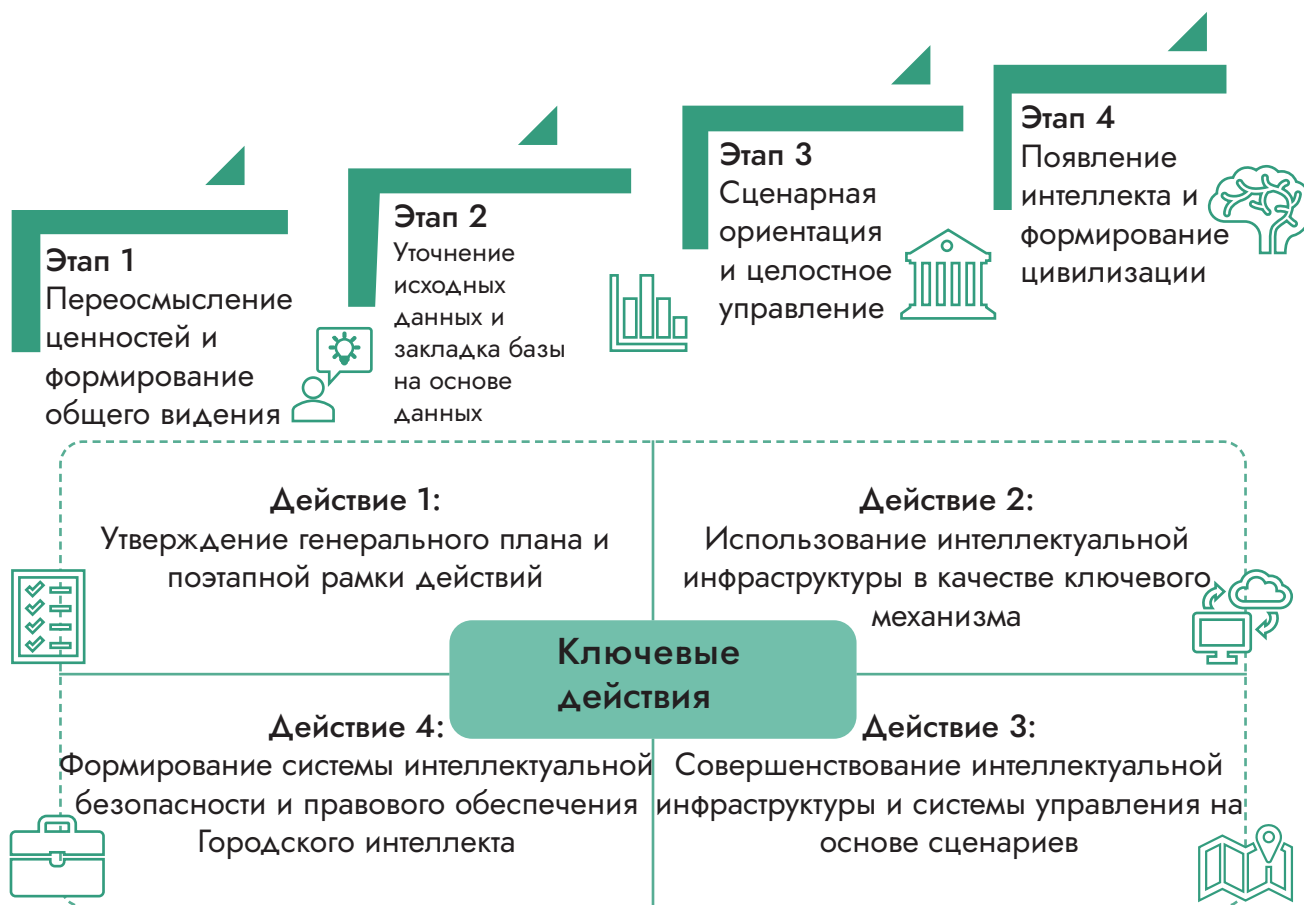 Этап 1
Переосмысление
ценностей и
формирование
общего видения
Этап 2
Уточнение
исходных
данных и
закладка базы
на основе
данных
Этап 3
Сценарная
ориентация
и целостное
управление
Этап 4
Появление
интеллекта и
формирование
цивилизации
Действие 1:
Утверждение генерального плана и
поэтапной рамки действий
Действие 2:
Использование интеллектуальной
инфраструктуры в качестве ключевого
механизма
Ключевые
действия
Действие 4:
Формирование системы интеллектуальной
безопасности и правового обеспечения
Городского интеллекта
Действие 3:
Совершенствование интеллектуальной
инфраструктуры и системы управления на
основе сценариев